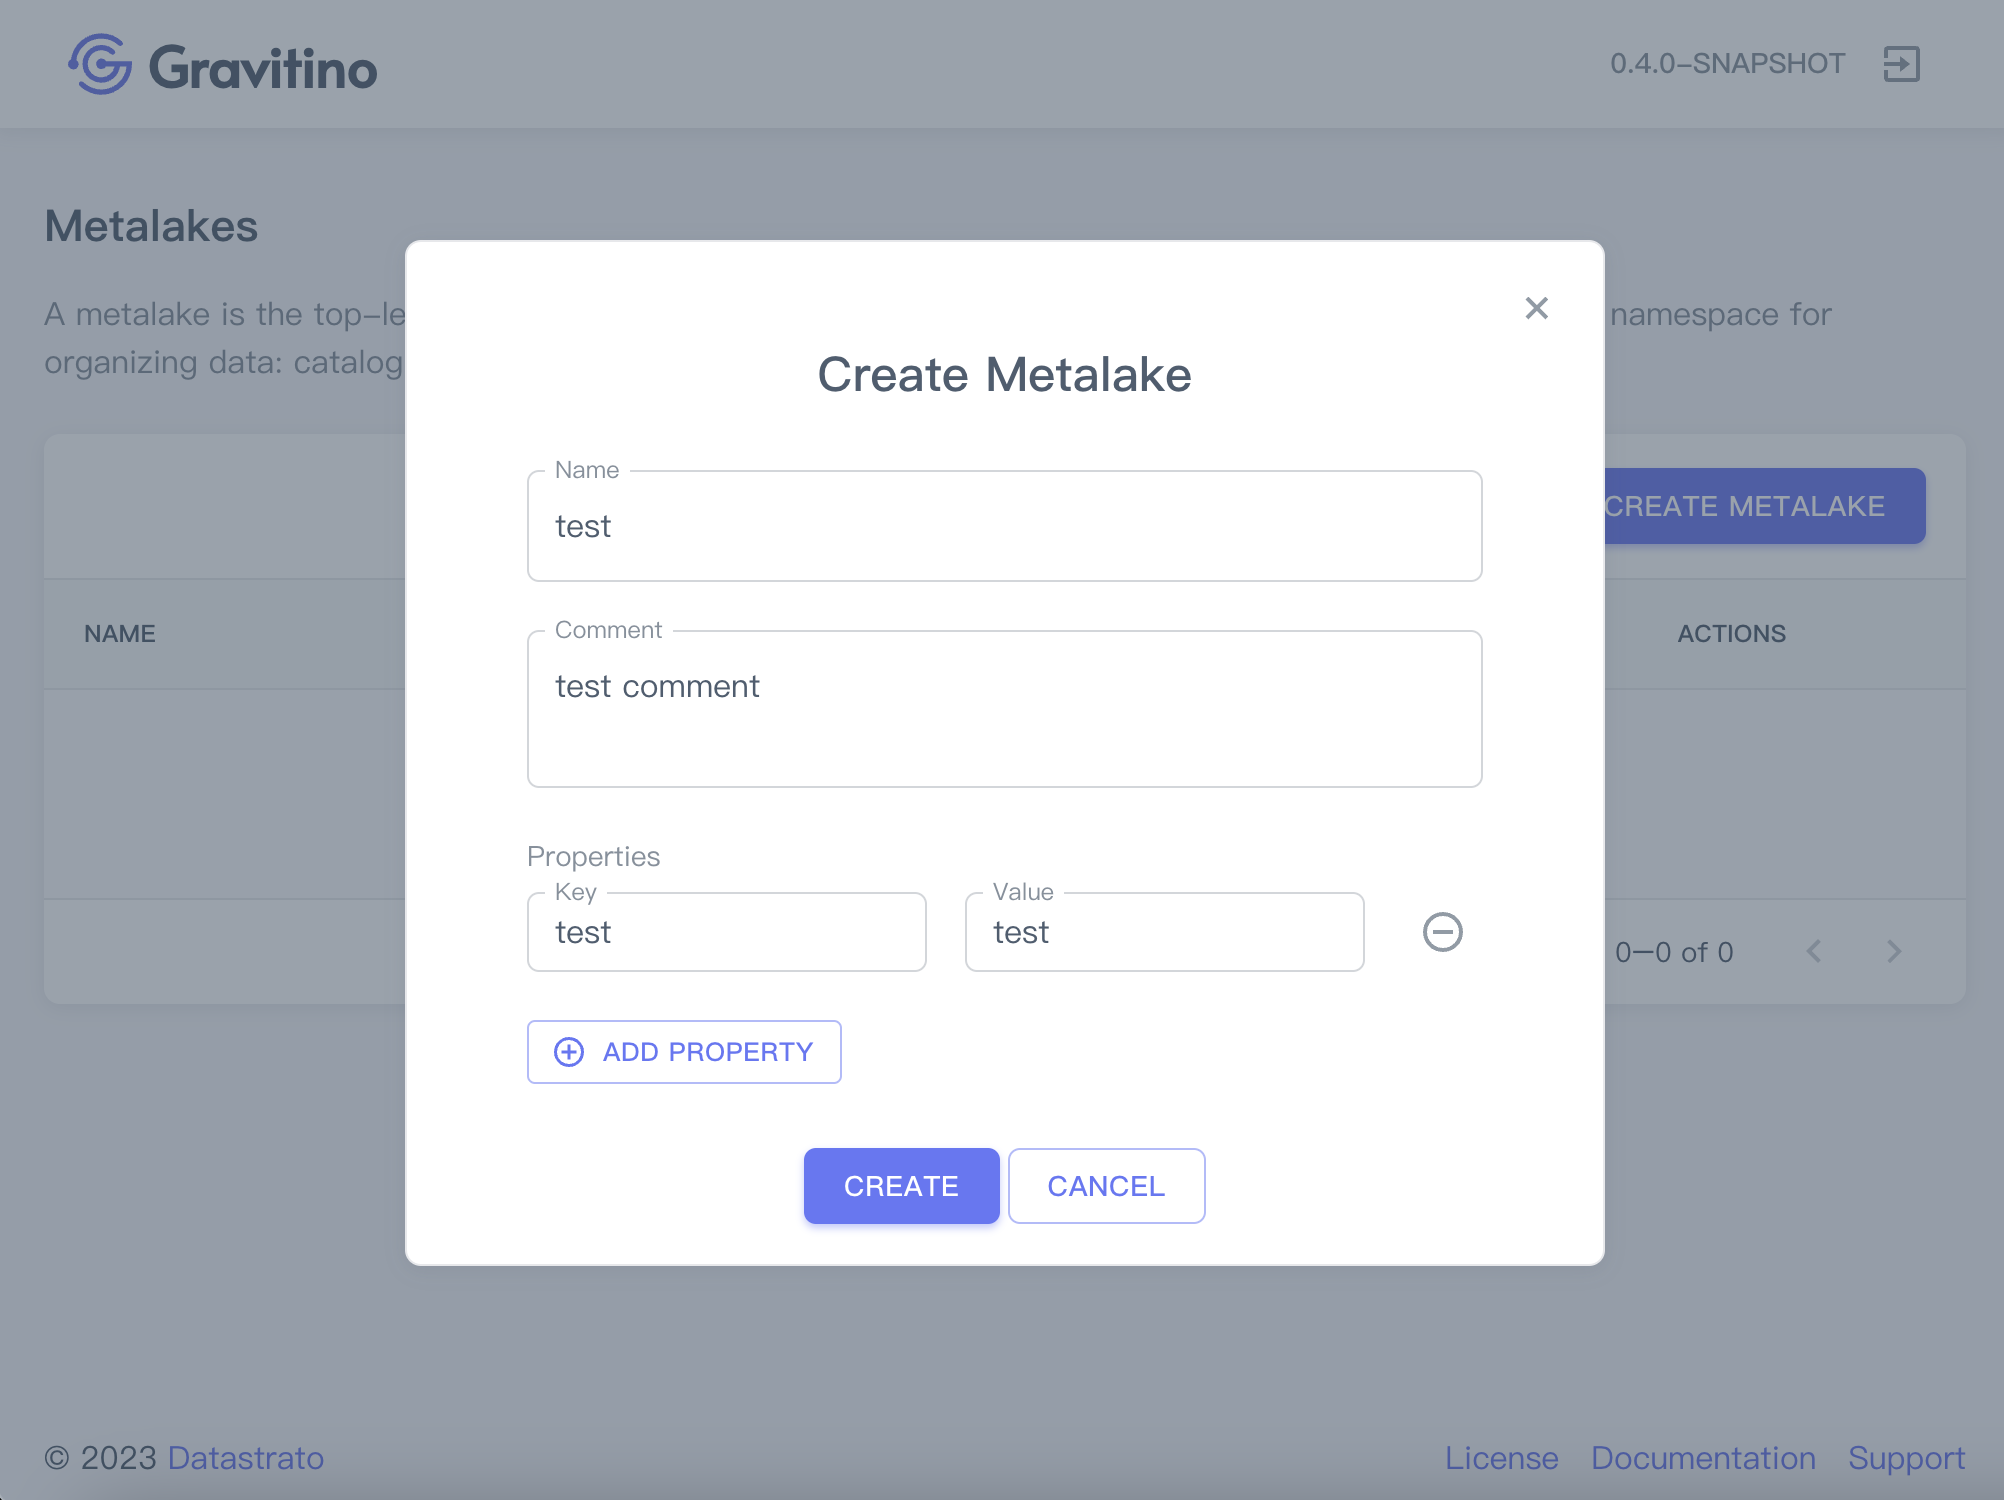 Gravitino
0.4.0-SNAPSHOT
Metalakes
A metalake is the top-le
namespace for
organizing data: catalog
CREATE METALAKE
NAME
ACTIONS
0–0 of 0
Create Metalake
Name
test
Comment
test comment
Properties
Key
test
Value
test
ADD PROPERTY
CREATE
CANCEL
© 2023 Datastrato
License Documentation Support